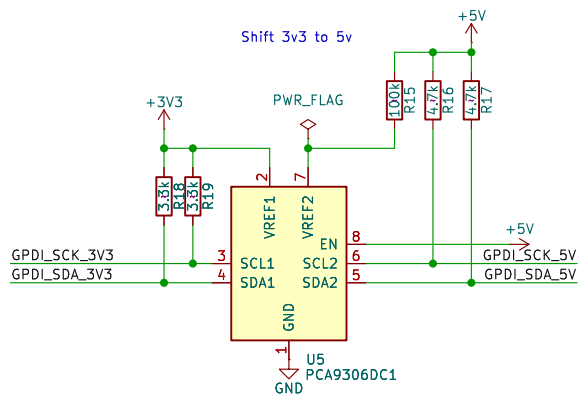 +5V
Shift 3v3 to 5v
+3V3
PWR_FLAG
100k
R15
4.7k
R16
4.7k
R17
3.3k
R18
3.3k
R19
2
7
VREF1
VREF2
+5V
EN
8
GPDI_SCK_3V3
3
SCL1
SCL2
6
GPDI_SCK_5V
GPDI_SDA_3V3
4
SDA1
SDA2
5
GPDI_SDA_5V
GND
1
U5
PCA9306DC1
GND